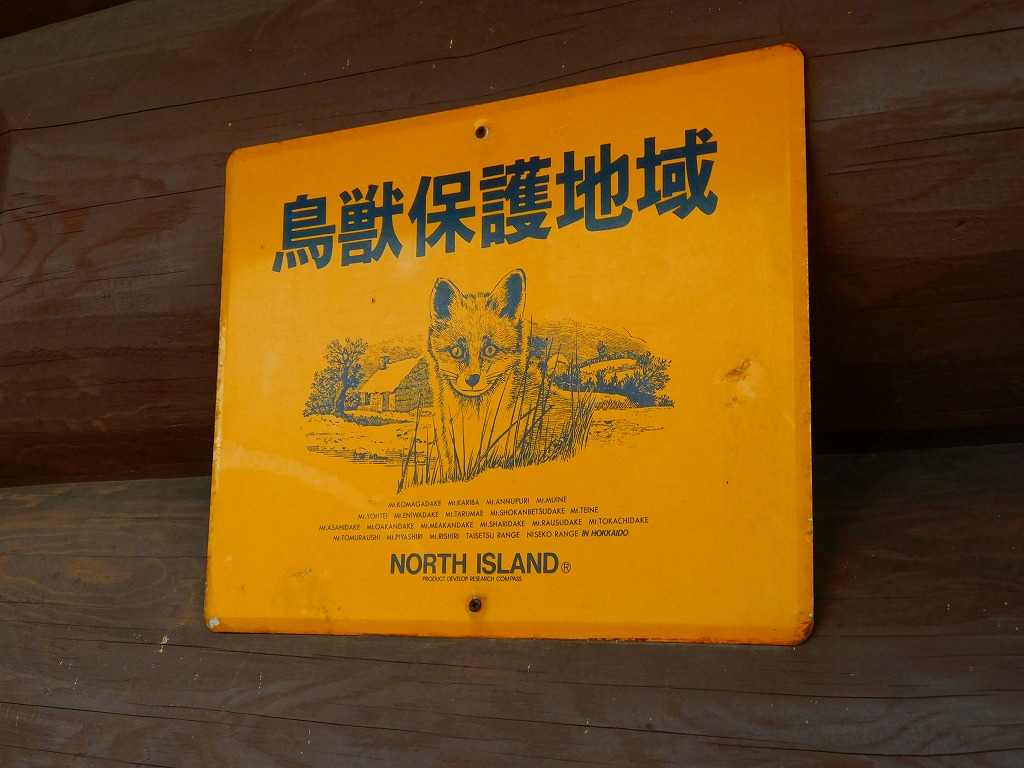 鳥獣保護地域
Mt.KOMAGADAKE Mt.KARIBA Mt.ANNUPURI Mt.MUINE
Mt.YOHTEI Mt.ENIWADAKE Mt.TARUMAE Mt.SHOKANBETSUDAKE Mt.TEINE
Mt.ASAHIDAKE Mt.OAKANDAKE Mt.MEAKANDAKE Mt.SHARIDAKE Mt.RAUSUDAKE Mt.TOKACHIDAKE
Mt.TOMURAUSHI Mt.PIYASHIRI Mt.RISHIRI TAISETSU RANGE NISEKO RANGE IN HOKKAIDO
NORTH ISLAND®
PRODUCT DEVELOP RESEARCH COMPASS